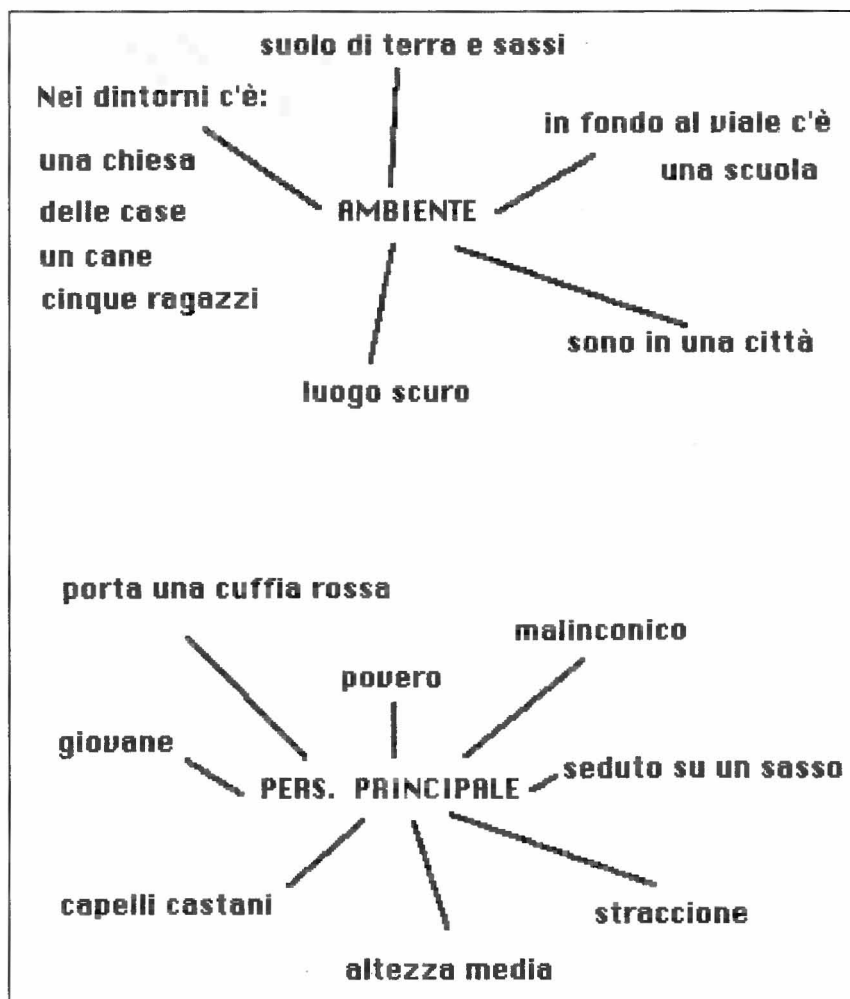 suolo di terra e sassi
Nei dintorni c'è:
una chiesa
delle case
un cane
cinque ragazzi
in fondo al viale c'è
una scuola
AMBIENTE
sono in una città
luogo scuro
porta una cuffia rossa
malinconico
povero
giovane
seduto su un sasso
PERS. PRINCIPALE
capelli castani
straccione
altezza media